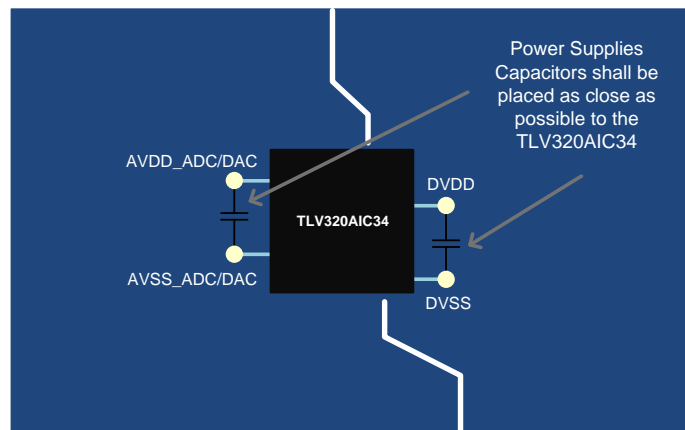 Power Supplies
Capacitors shall be
placed as close as
possible to the
TLV320AIC34
AVDD_ADC/DAC
DVDD
TLV320AIC34
AVSS_ADC/DAC
DVSS